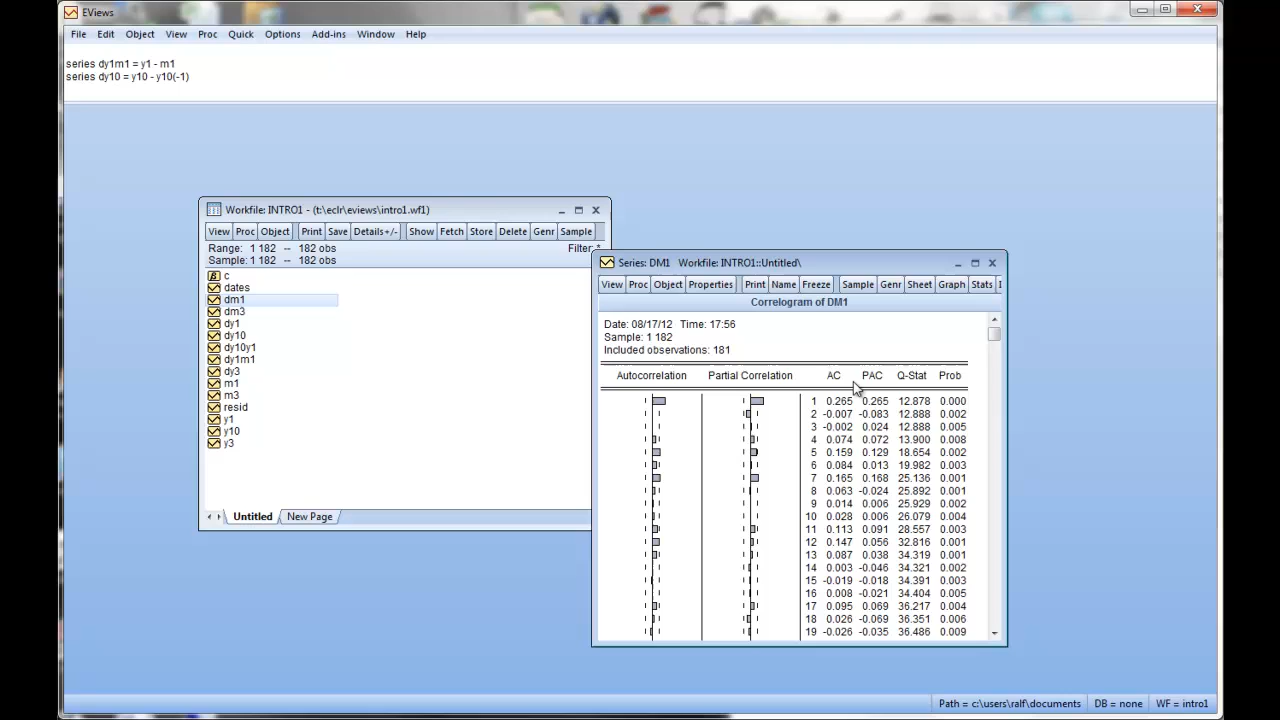 EViews
File Edit Object View Proc Quick Options Add-ins Window Help
series dy1m1 = y1 - m1
series dy10 = y10 - y10(-1)
Workfile: INTRO1 - (t:\eclr\eviews\intro1.wf1)
View Proc Object Print Save Details+/- Show Fetch Store Delete Genr Sample
Range: 1 182 -- 182 obs Filter: *
Sample: 1 182 -- 182 obs
c
dates
dm1
dm3
dy1
dy10
dy10y1
dy1m1
dy3
m1
m3
resid
y1
y10
y3
Untitled New Page
Series: DM1 Workfile: INTRO1::Untitled\
View Proc Object Properties Print Name Freeze Sample Genr Sheet Graph Stats
Correlogram of DM1
Date: 08/17/12 Time: 17:56
Sample: 1 182
Included observations: 181
Autocorrelation Partial Correlation AC PAC Q-Stat Prob
1 0.265 0.265 12.878 0.000
2 -0.007 -0.083 12.888 0.002
3 -0.002 0.024 12.888 0.005
4 0.074 0.072 13.900 0.008
5 0.159 0.129 18.654 0.002
6 0.084 0.013 19.982 0.003
7 0.165 0.168 25.136 0.001
8 0.063 -0.024 25.892 0.001
9 0.014 0.006 25.929 0.002
10 0.028 0.006 26.079 0.004
11 0.113 0.091 28.557 0.003
12 0.147 0.056 32.816 0.001
13 0.087 0.038 34.319 0.001
14 0.003 -0.046 34.321 0.002
15 -0.019 -0.018 34.391 0.003
16 0.008 -0.021 34.404 0.005
17 0.095 0.069 36.217 0.004
18 0.026 -0.069 36.351 0.006
19 -0.026 -0.035 36.486 0.009
Path = c:\users\ralf\documents DB = none WF = intro1